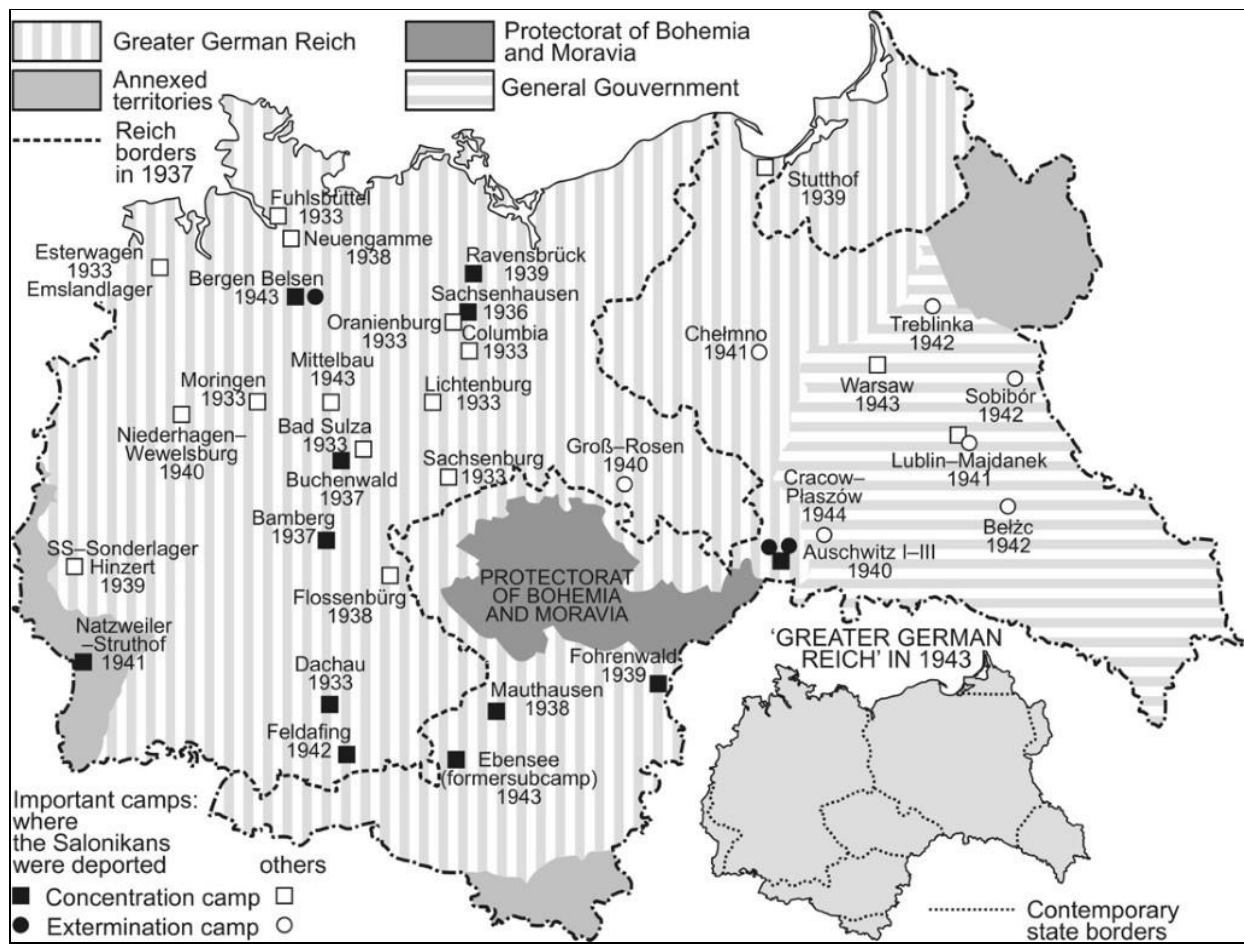 Greater German Reich
Annexed
territories
Reich
borders
in 1937
Protectorat of Bohemia
and Moravia
General Gouvernment
Stutthof
1939
Fuhlsbüttel
1933
Neuengamme
1938
Esterwagen
1933
Emslandlager
Bergen Belsen
1943
Ravensbrück
1939
Sachsenhausen
1936
Oranienburg
1933
Columbia
1933
Chełmno
1941
Treblinka
1942
Warsaw
1943
Sobibór
1942
Mittelbau
1943
Moringen
1933
Lichtenburg
1933
Niederhagen–
Wewelsburg
1940
Bad Sulza
1933
Buchenwald
1937
Sachsenburg
1933
Groß–Rosen
1940
Lublin–Majdanek
1941
Cracow–
Płaszów
1944
Bełżc
1942
Bamberg
1937
Auschwitz I–III
1940
SS–Sonderlager
Hinzert
1939
Flossenbürg
1938
PROTECTORAT
OF BOHEMIA
AND MORAVIA
Natzweiler
–Struthof
1941
Dachau
1933
Fohrenwald
1939
Mauthausen
1938
Feldafing
1942
Ebensee
(formersubcamp)
1943
'GREATER GERMAN
REICH' IN 1943
Important camps:
where
the Salonikans
were deported
others
Concentration camp
Extermination camp
Contemporary
state borders